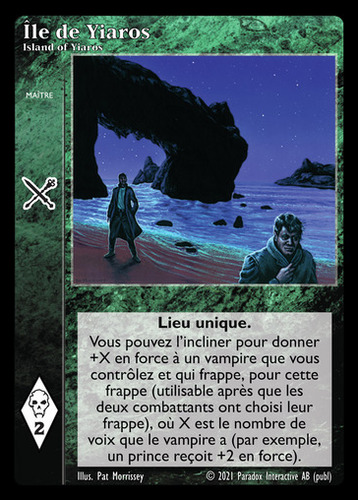 Île de Yiaros
Island of Yiaros
MAÎTRE
Lieu unique.
Vous pouvez l'incliner pour donner
+X en force à un vampire que vous
contrôlez et qui frappe, pour cette
frappe (utilisable après que les
deux combattants ont choisi leur
frappe), où X est le nombre de
voix que le vampire a (par exemple,
un prince reçoit +2 en force).
2
Illus. Pat Morrissey
© 2021 Paradox Interactive AB (publ)